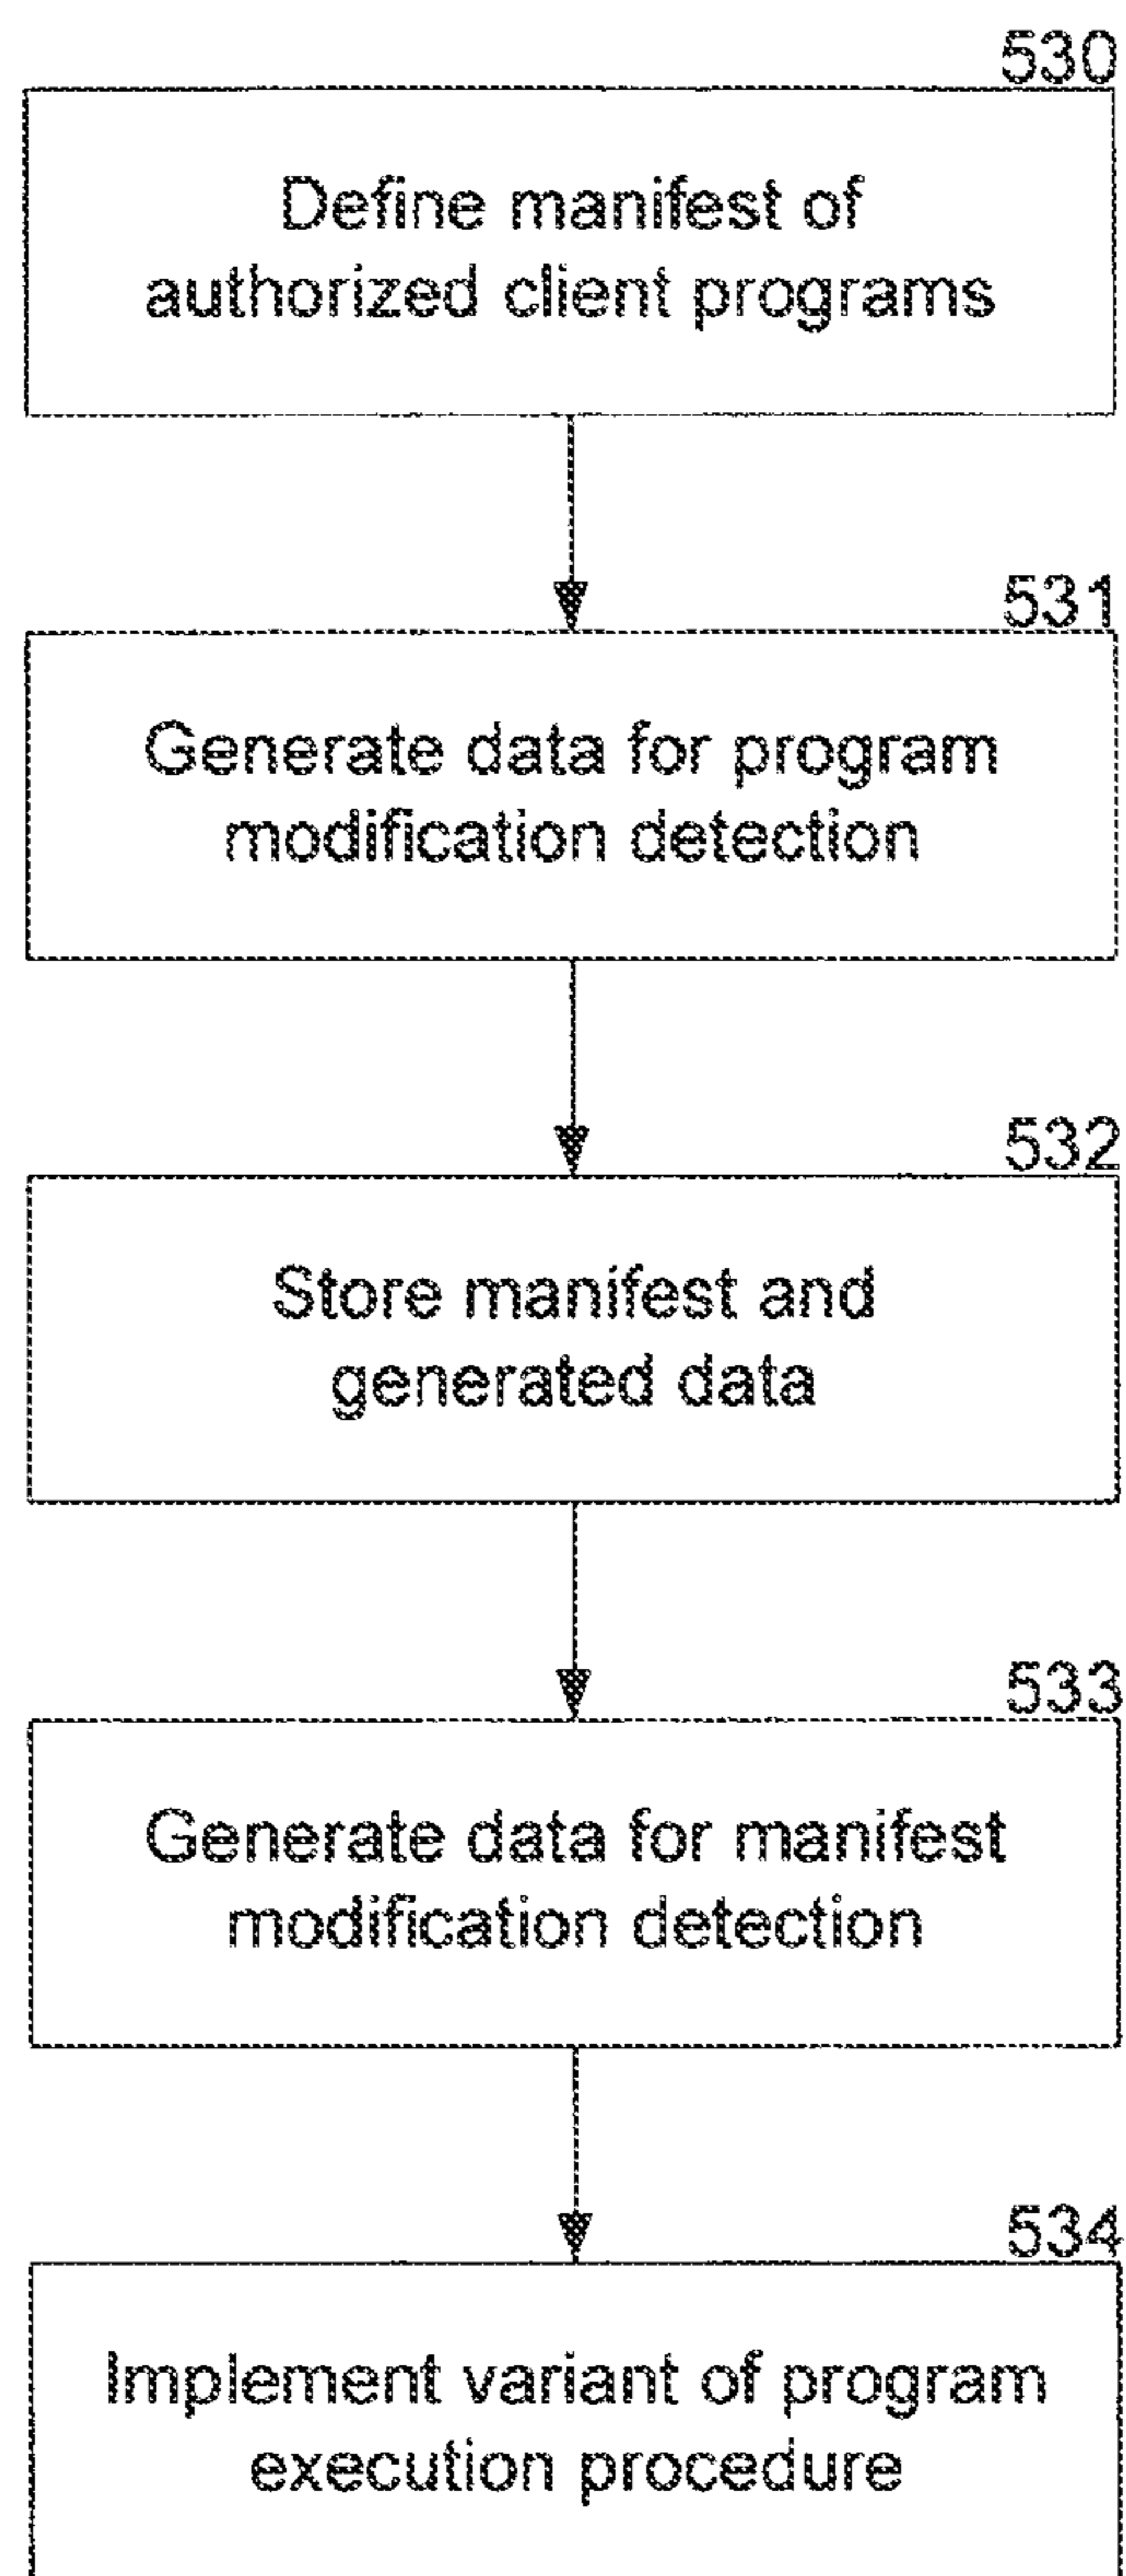 530
Define manifest of
authorized client programs
531
Generate data for program
modification detection
532
Store manifest and
generated data
533
Generate data for manifest
modification detection
534
Implement variant of program
execution procedure